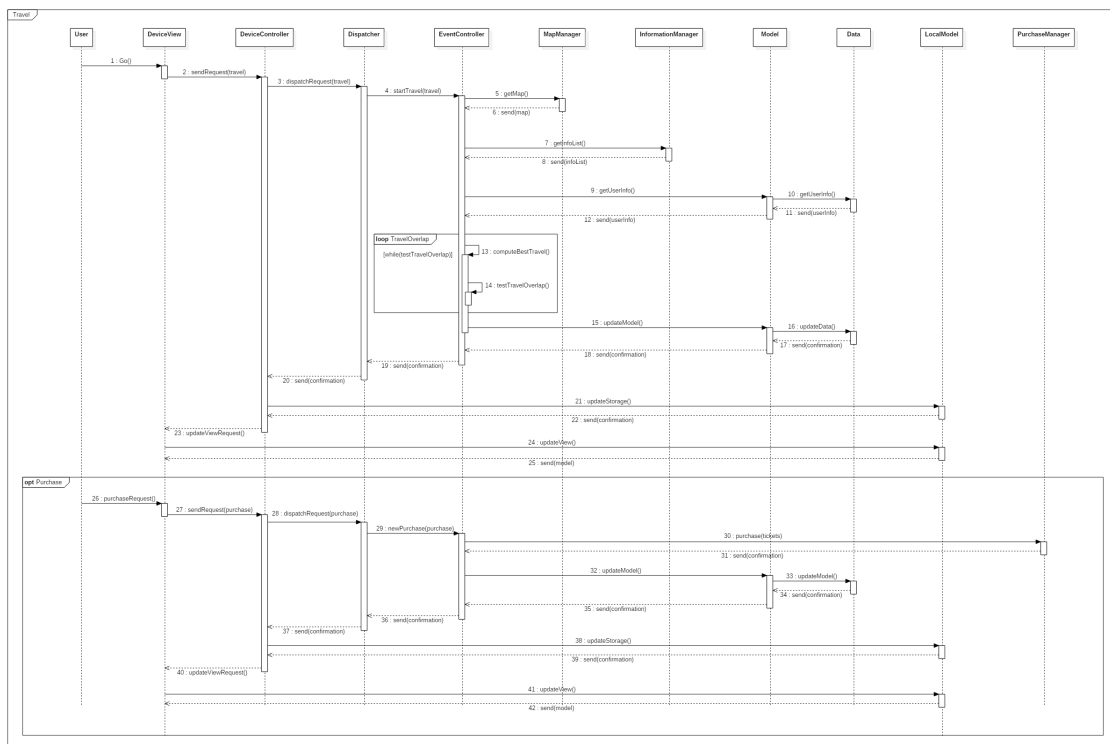 Travel
User
DeviceView
DeviceController
Dispatcher
EventController
MapManager
InformationManager
Model
Data
LocalModel
PurchaseManager
1 : Go()
2 : sendRequest(travel)
3 : dispatchRequest(travel)
4 : startTravel(travel)
5 : getMap()
6 : send(map)
7 : getInfoList()
8 : send(infoList)
9 : getUserInfo()
10 : getUserInfo()
11 : send(userInfo)
12 : send(userInfo)
loop TravelOverlap
[while(testTravelOverlap)]
13 : computeBestTravel()
14 : testTravelOverlap()
15 : updateModel()
16 : updateData()
17 : send(confirmation)
18 : send(confirmation)
19 : send(confirmation)
20 : send(confirmation)
21 : updateStorage()
22 : send(confirmation)
23 : updateViewRequest()
24 : updateView()
25 : send(model)
opt Purchase
26 : purchaseRequest()
27 : sendRequest(purchase)
28 : dispatchRequest(purchase)
29 : newPurchase(purchase)
30 : purchase(tickets)
31 : send(confirmation)
32 : updateModel()
33 : updateModel()
34 : send(confirmation)
35 : send(confirmation)
36 : send(confirmation)
37 : send(confirmation)
38 : updateStorage()
39 : send(confirmation)
40 : updateViewRequest()
41 : updateView()
42 : send(model)